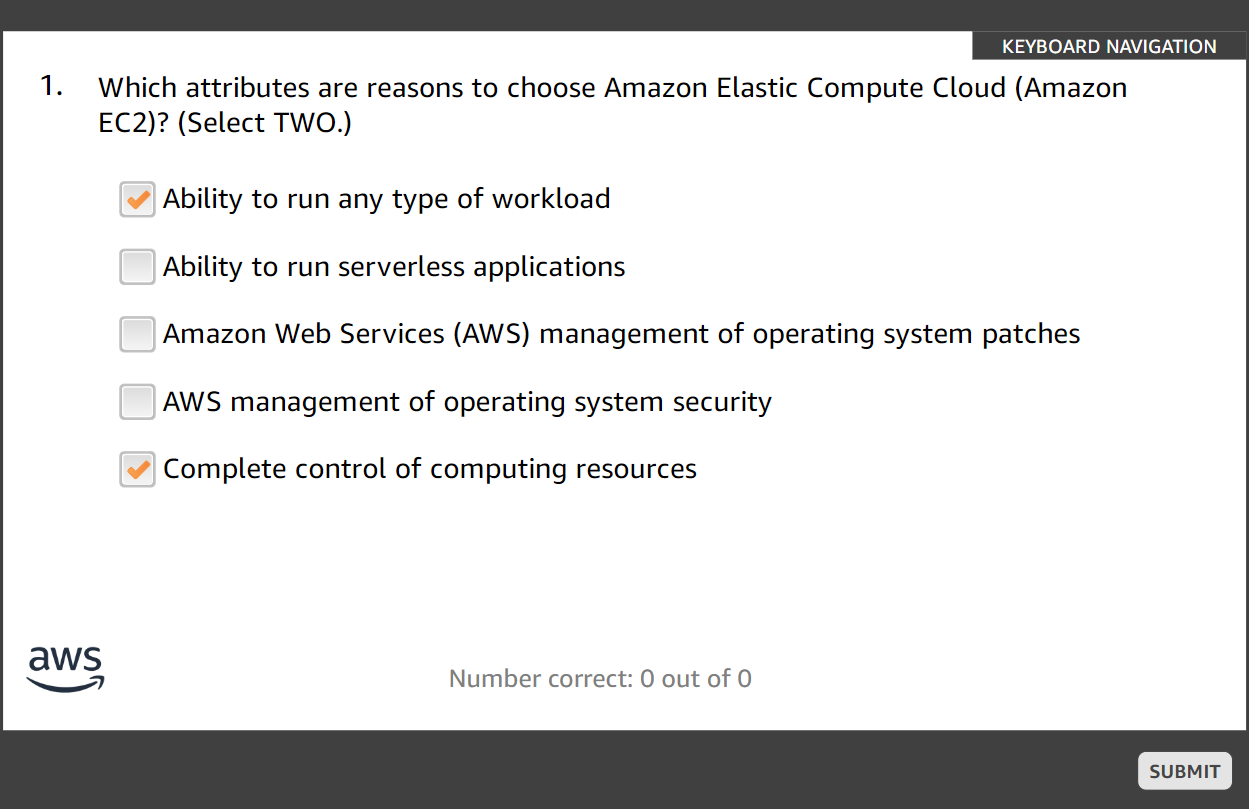 KEYBOARD NAVIGATION
1. Which attributes are reasons to choose Amazon Elastic Compute Cloud (Amazon
EC2)? (Select TWO.)
Ability to run any type of workload
Ability to run serverless applications
Amazon Web Services (AWS) management of operating system patches
AWS management of operating system security
Complete control of computing resources
aws
Number correct: 0 out of 0
SUBMIT